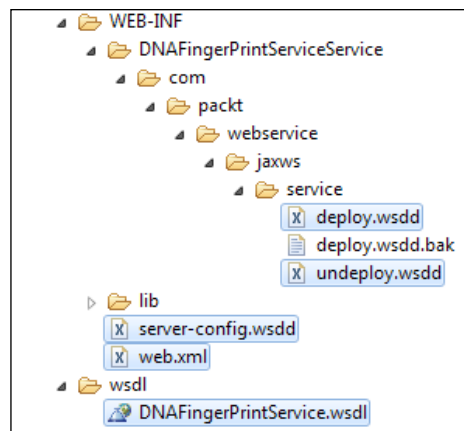 WEB-INF
DNAFingerPrintServiceService
com
packt
webservice
jaxws
service
deploy.wsdd
deploy.wsdd.bak
undeploy.wsdd
lib
server-config.wsdd
web.xml
wsdl
DNAFingerPrintService.wsdl